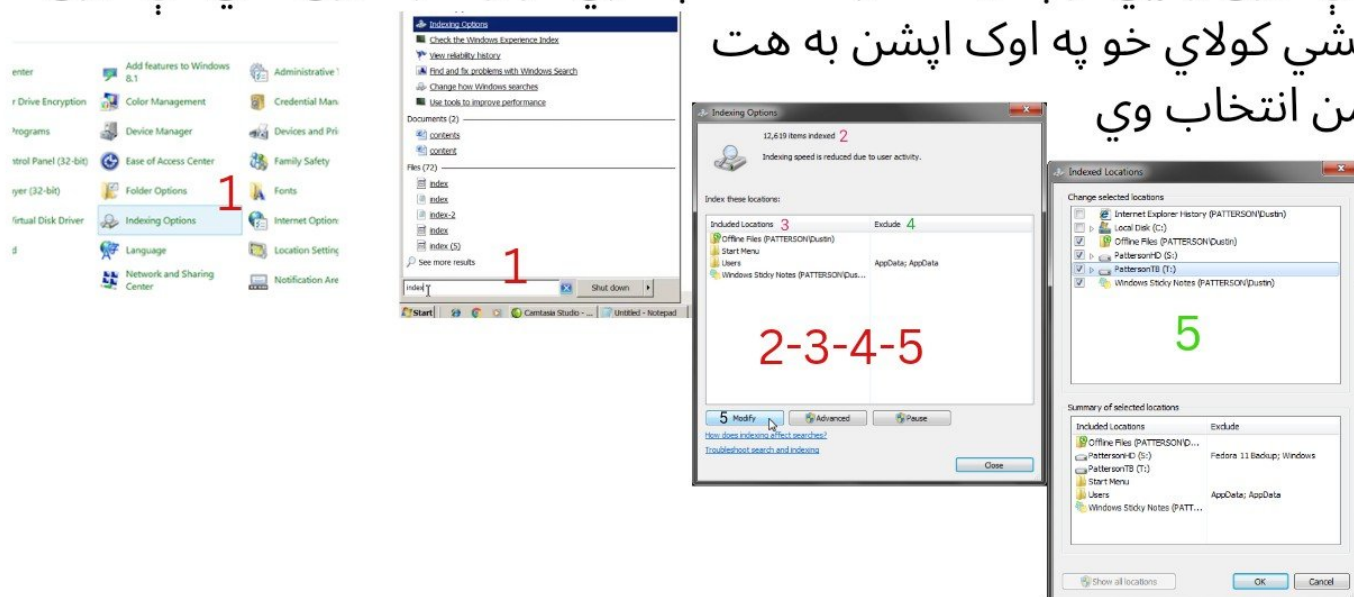 شي کولاي خو په اوک اپشن به هت
من انتخاب وي
enter
Add features to Windows 8.1
Administrative
r Drive Encryption
Color Management
Credential Man
Programs
Device Manager
Devices and Pri
ntrol Panel (32-bit)
Ease of Access Center
Family Safety
yer (32-bit)
Folder Options
1
Fonts
Virtual Disk Driver
Indexing Options
Internet Option
Language
Location Setting
Network and Sharing Center
Notification Are
Indexing Options
Check the Windows Experience Index
View reliability history
Find and fix problems with Windows Search
Change how Windows searches
Use tools to improve performance
Documents (2)
contents
content
Files (72)
index
index
index-2
index
index (5)
See more results
1
index
Shut down
Start
Camtasia Studio - ...
Untitled - Notepad
Indexing Options
12,619 items indexed 2
Indexing speed is reduced due to user activity.
Index these locations:
Included Locations 3 Exclude 4
Offline Files (PATTERSON\Dustin)
Start Menu
Users AppData; AppData
Windows Sticky Notes (PATTERSON\Dus...
2-3-4-5
5 Modify Advanced Pause
How does indexing affect searches?
Troubleshoot search and indexing
Close
Indexed Locations
Change selected locations
Internet Explorer History (PATTERSON\Dustin)
Local Disk (C:)
Offline Files (PATTERSON\Dustin)
PattersonHD (S:)
PattersonTB (T:)
Windows Sticky Notes (PATTERSON\Dustin)
5
Summary of selected locations
Included Locations Exclude
Offline Files (PATTERSON\D...
PattersonHD (S:) Fedora 11 Backup; Windows
PattersonTB (T:)
Start Menu
Users AppData; AppData
Windows Sticky Notes (PATT...
Show all locations OK Cancel